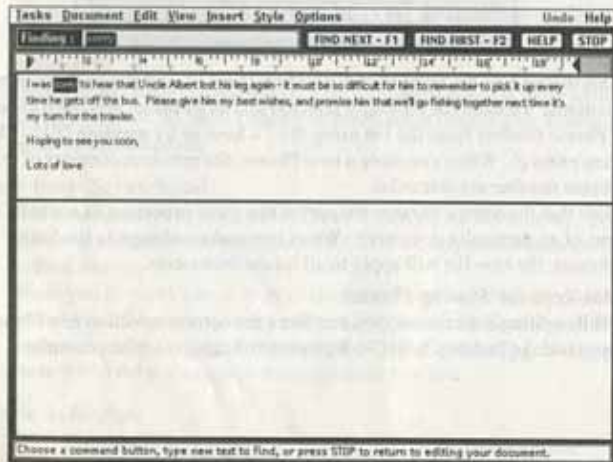 Tasks Document Edit View Insert Style Options Undo Help
Finding : sorry FIND NEXT - F1 FIND FIRST - F2 HELP STOP
I was sorry to hear that Uncle Albert lost his leg again - it must be so difficult for him to remember to pick it up every
time he gets off the bus. Please give him my best wishes, and promise him that we'll go fishing together next time it's
my turn for the trawler.
Hoping to see you soon,
Lots of love
Choose a command button, type new text to find, or press STOP to return to editing your document.